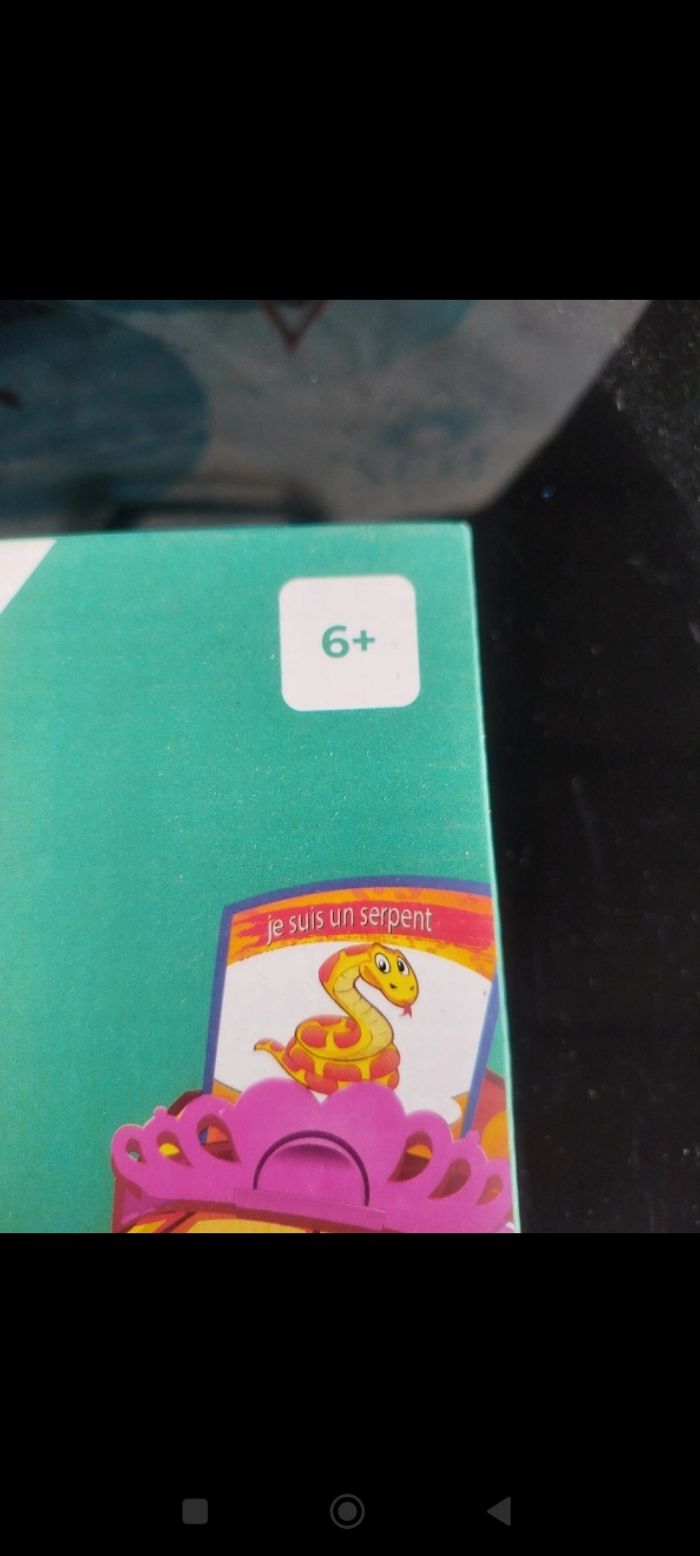 6+
je suis un serpent